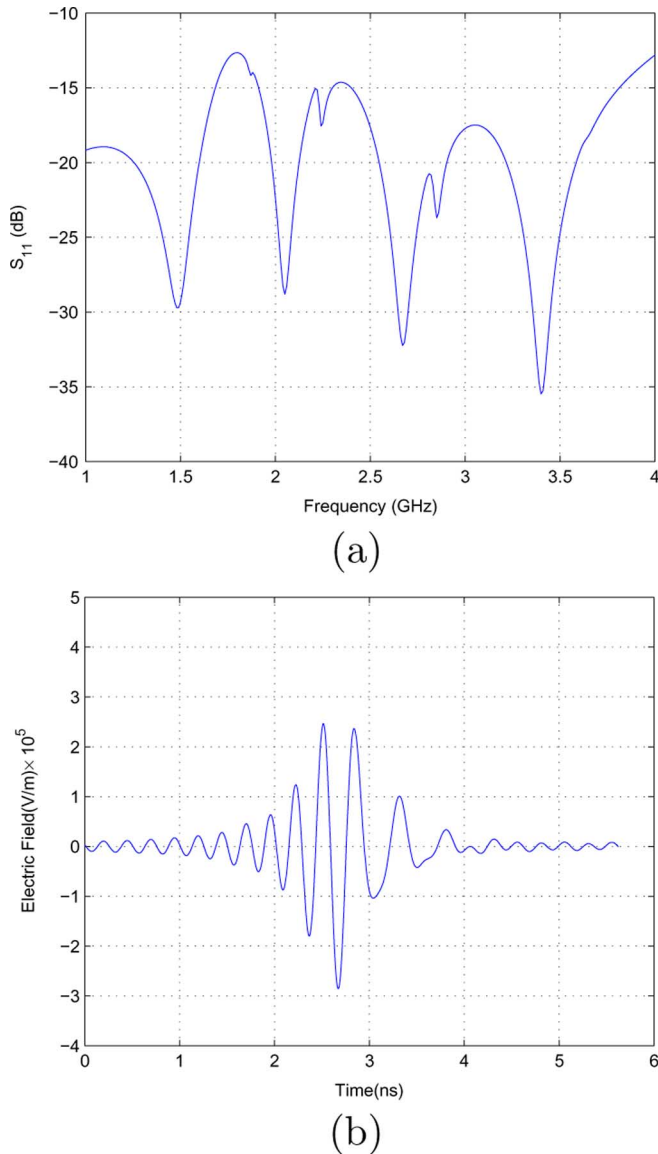 −10
−15
−20
−25
−30
−35
−40
S11 (dB)
1 1.5 2 2.5 3 3.5 4
Frequency (GHz)
(a)
5
4
3
2
1
0
−1
−2
−3
−4
Electric Field(V/m)× 10^5
0 1 2 3 4 5 6
Time(ns)
(b)